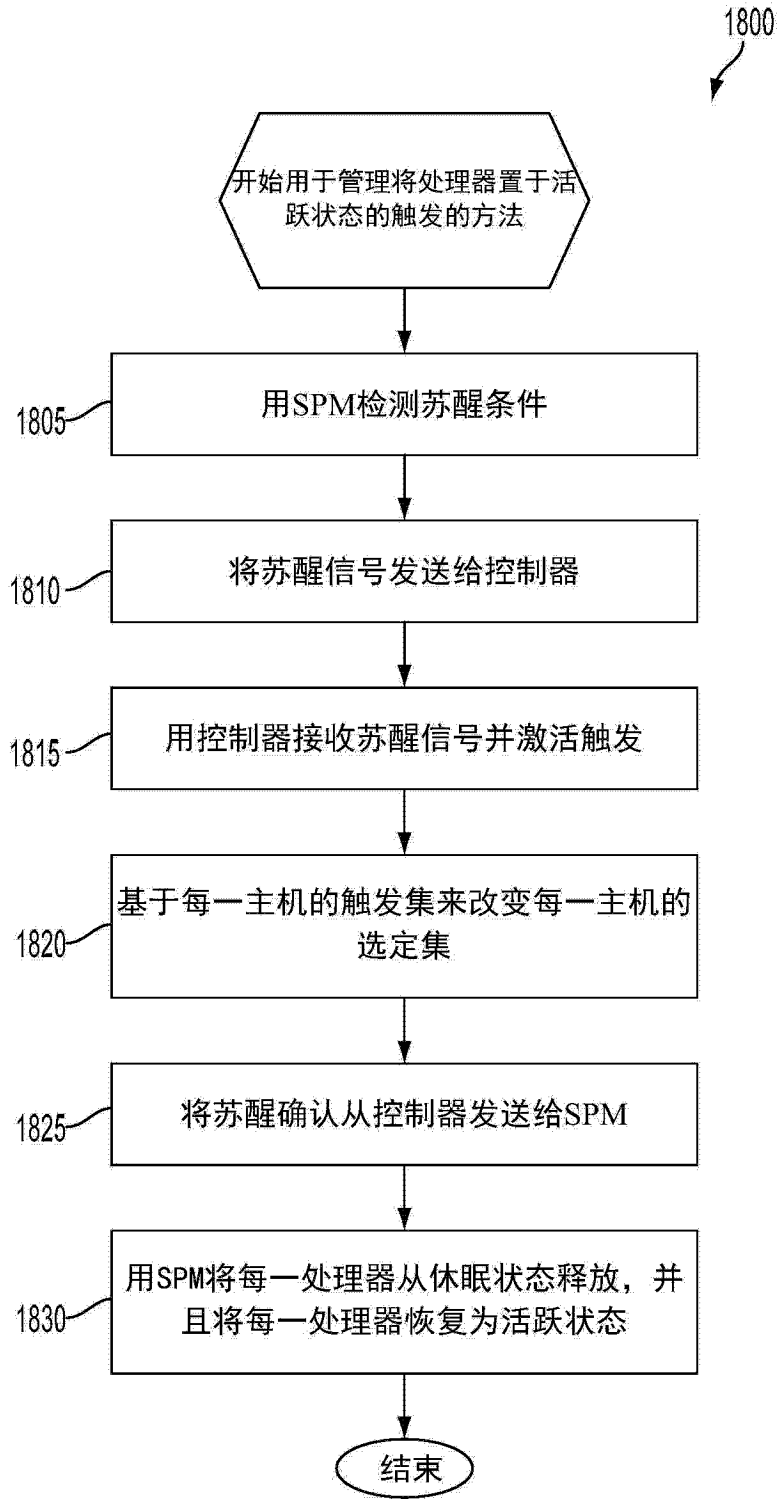 1800
开始用于管理将处理器置于活
跃状态的触发的方法
1805
用SPM检测苏醒条件
1810
将苏醒信号发送给控制器
1815
用控制器接收苏醒信号并激活触发
1820
基于每一主机的触发集来改变每一主机的
选定集
1825
将苏醒确认从控制器发送给SPM
1830
用SPM将每一处理器从休眠状态释放，并
且将每一处理器恢复为活跃状态
结束